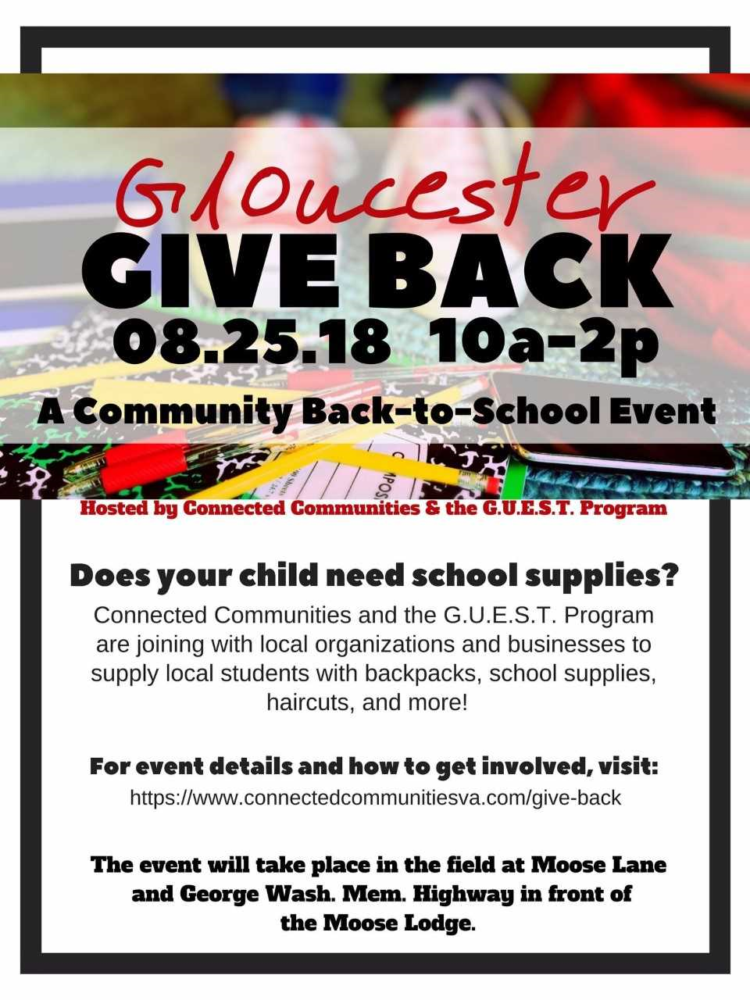 Gloucester
GIVE BACK
08.25.18 10a-2p
A Community Back-to-School Event
Hosted by Connected Communities & the G.U.E.S.T. Program
Does your child need school supplies?
Connected Communities and the G.U.E.S.T. Program
are joining with local organizations and businesses to
supply local students with backpacks, school supplies,
haircuts, and more!
For event details and how to get involved, visit:
https://www.connectedcommunitiesva.com/give-back
The event will take place in the field at Moose Lane
and George Wash. Mem. Highway in front of
the Moose Lodge.